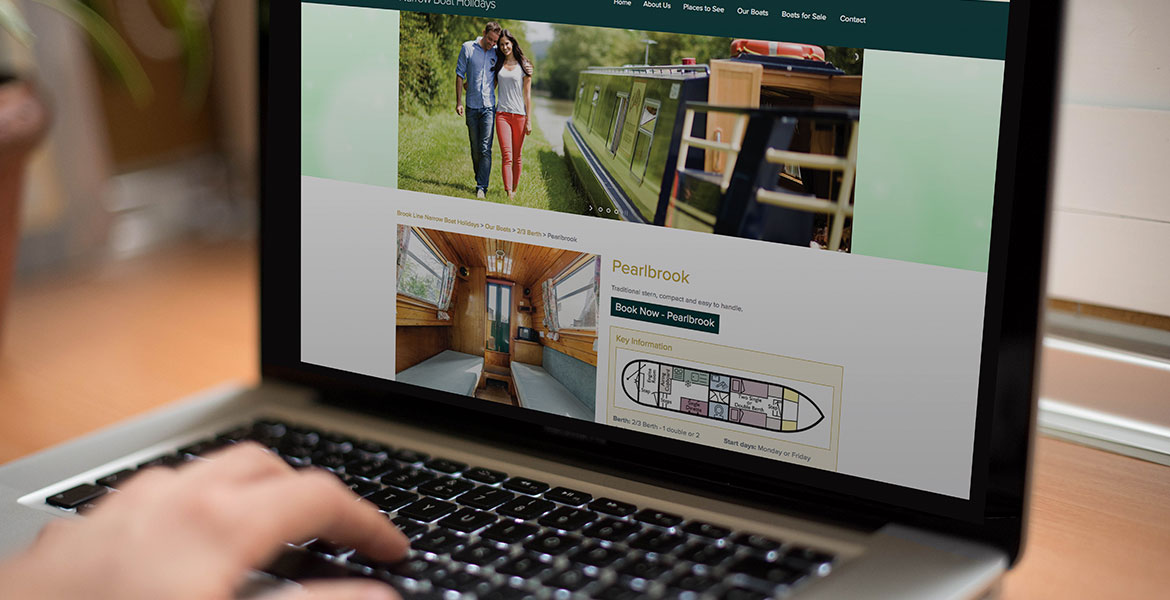 Narrow Boat Holidays
Home About Us Places to See Our Boats Boats for Sale Contact
Brook Line Narrow Boat Holidays > Our Boats > 2/3 Berth > Pearlbrook
Pearlbrook
Traditional stern, compact and easy to handle,
Book Now - Pearlbrook
Key Information
Engine Room
Two Single or Double Berth
Steps
Berth: 2/3 Berth - 1 double or 2
Start days: Monday or Friday